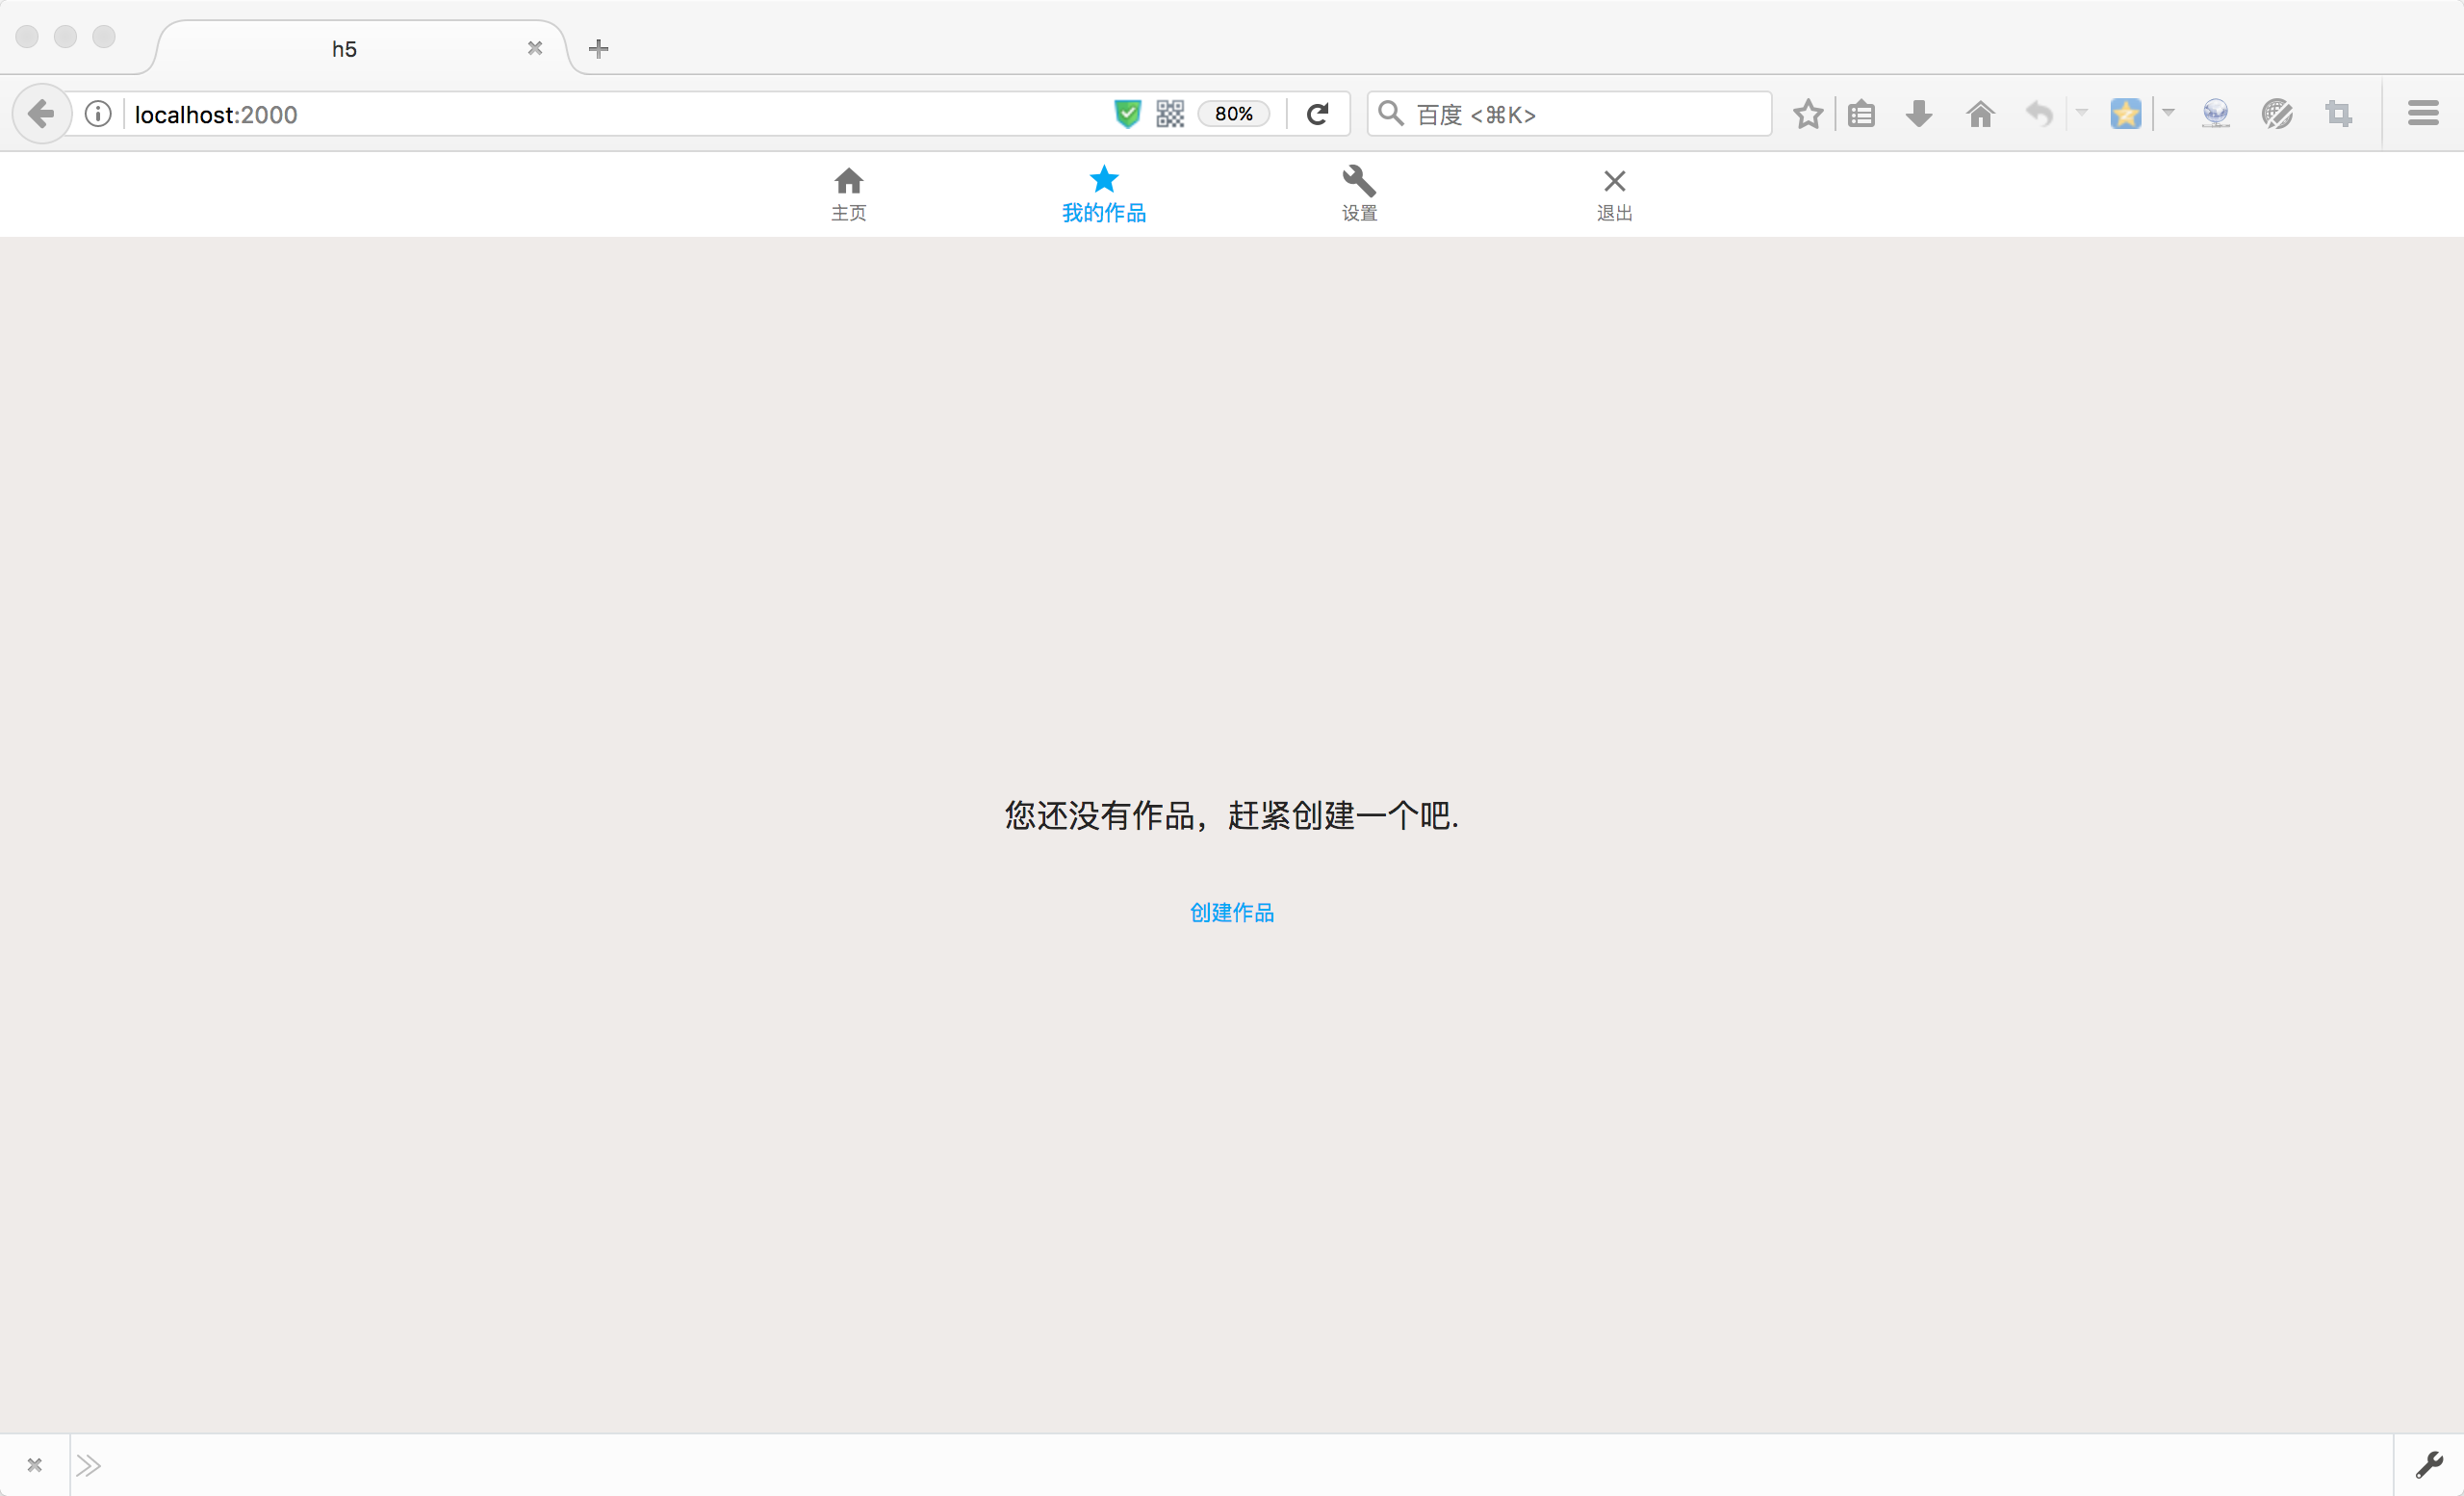 h5
localhost:2000
80%
百度 <⌘K>
主页
我的作品
设置
退出
您还没有作品，赶紧创建一个吧.
创建作品